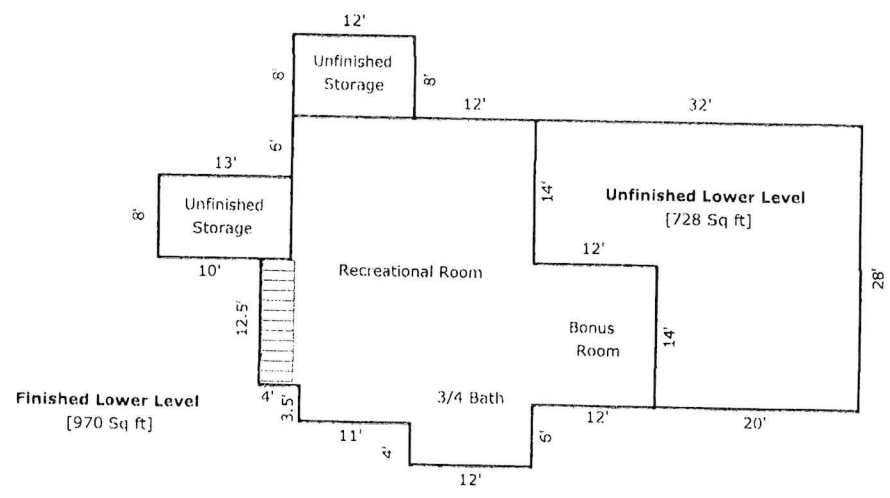 12'
Unfinished
Storage
8'
8'
12'
32'
6'
13'
Unfinished
Storage
8'
10'
14'
Unfinished Lower Level
[728 Sq ft]
12'
Recreational Room
28'
12.5'
Bonus
Room
14'
Finished Lower Level
[970 Sq ft]
4'
3.5'
3/4 Bath
11'
4'
12'
6'
12'
20'